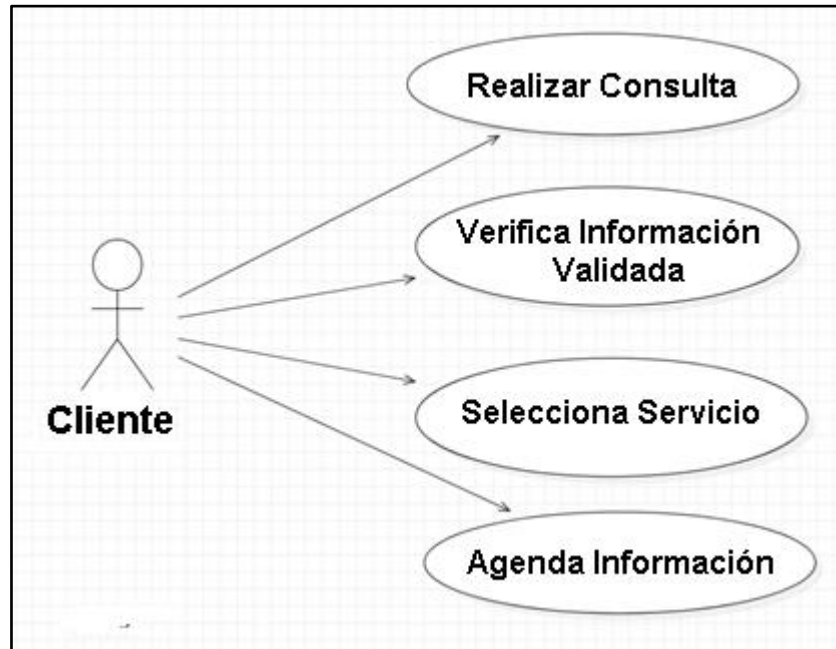 Realizar Consulta
Verifica Información
Validada
Selecciona Servicio
Cliente
Agenda Información